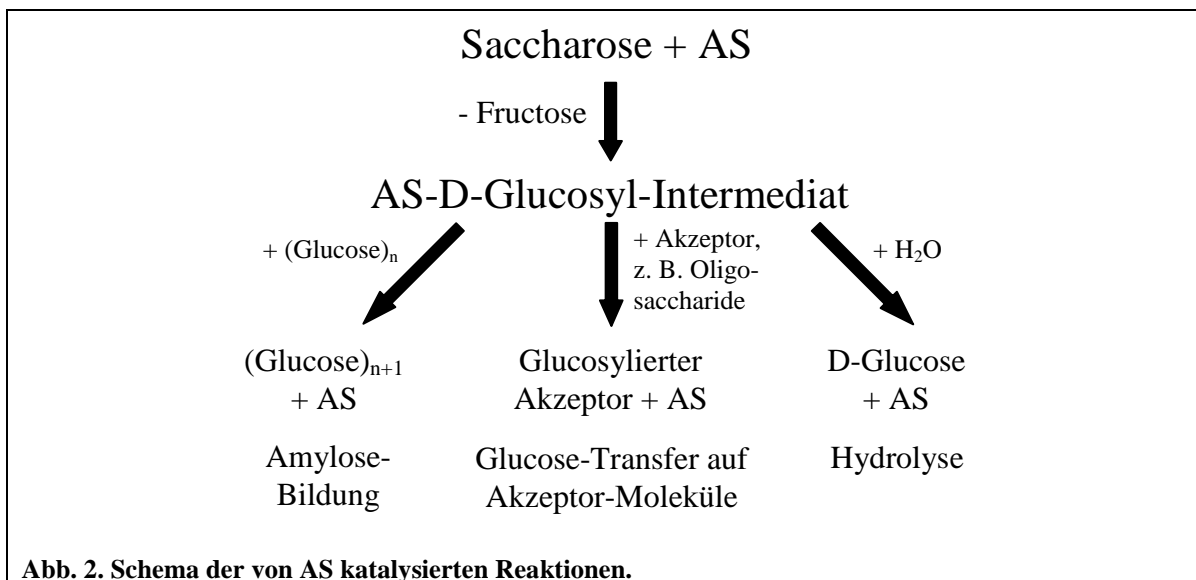 Saccharose + AS
- Fructose
AS-D-Glucosyl-Intermediat
+ (Glucose)n
+ Akzeptor,
z. B. Oligo-
saccharide
+ H2O
(Glucose)n+1
+ AS
Glucosylierter
Akzeptor + AS
D-Glucose
+ AS
Amylose-
Bildung
Glucose-Transfer auf
Akzeptor-Moleküle
Hydrolyse
Abb. 2. Schema der von AS katalysierten Reaktionen.